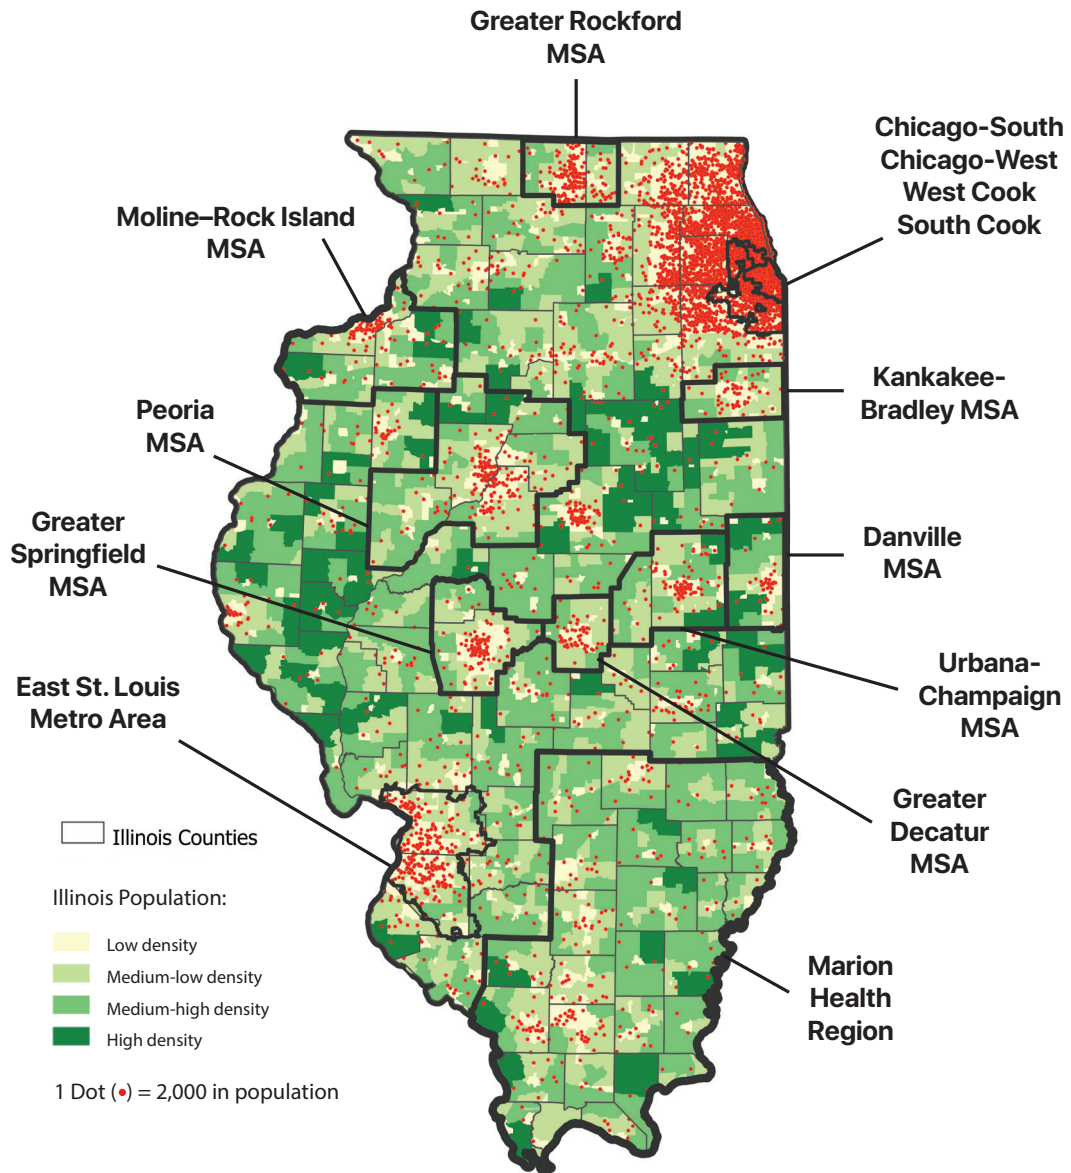 Greater Rockford
MSA
Chicago-South
Chicago-West
West Cook
South Cook
Moline–Rock Island
MSA
Kankakee-
Bradley MSA
Peoria
MSA
Greater
Springfield
MSA
Danville
MSA
Urbana-
Champaign
MSA
East St. Louis
Metro Area
Greater
Decatur
MSA
Marion
Health
Region
Illinois Counties
Illinois Population:
Low density
Medium-low density
Medium-high density
High density
1 Dot (•) = 2,000 in population